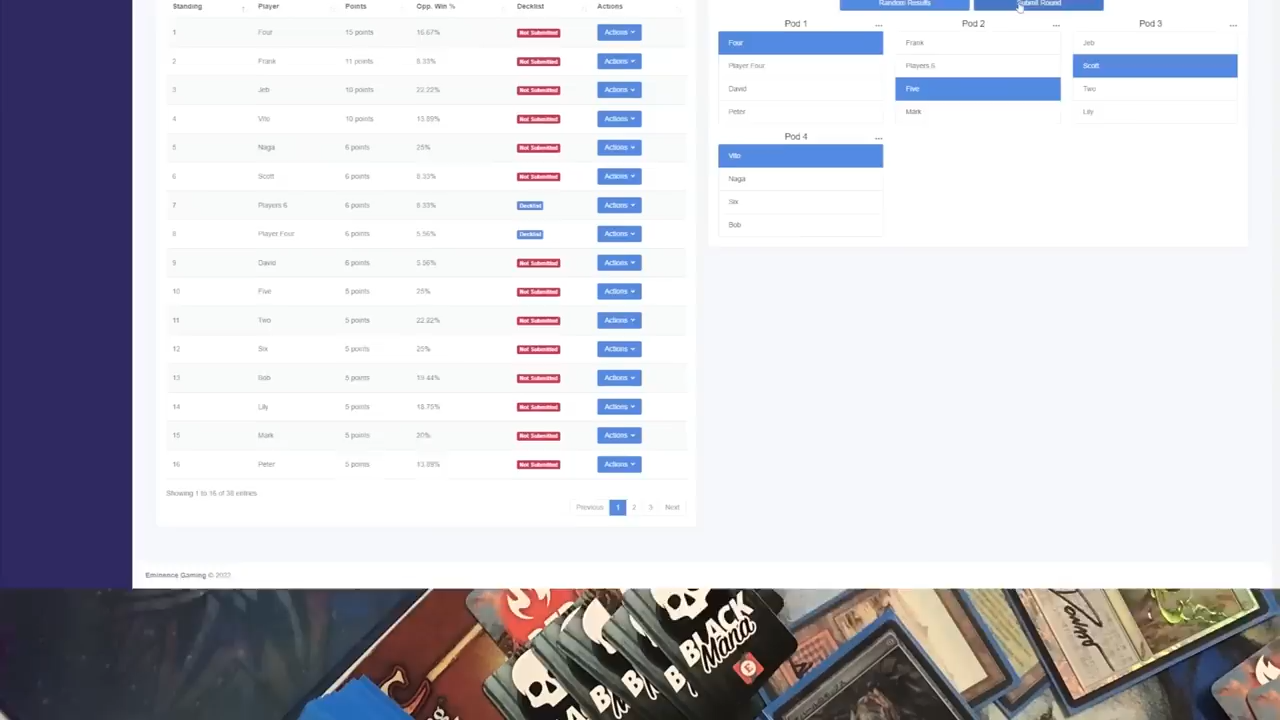 Standing Player Points Opp. Win % Decklist Actions
1 Four 15 points 16.67% Not Submitted Actions
2 Frank 11 points 8.33% Not Submitted Actions
3 Jeb 10 points 22.22% Not Submitted Actions
4 Vito 10 points 13.89% Not Submitted Actions
5 Naga 6 points 25% Not Submitted Actions
6 Scott 6 points 8.33% Not Submitted Actions
7 Players 6 6 points 8.33% Decklist Actions
8 Player Four 6 points 5.56% Decklist Actions
9 David 6 points 5.56% Not Submitted Actions
10 Five 5 points 25% Not Submitted Actions
11 Two 5 points 22.22% Not Submitted Actions
12 Six 5 points 25% Not Submitted Actions
13 Bob 5 points 19.44% Not Submitted Actions
14 Lily 5 points 18.75% Not Submitted Actions
15 Mark 5 points 20% Not Submitted Actions
16 Peter 5 points 13.89% Not Submitted Actions
Showing 1 to 16 of 38 entries
Previous 1 2 3 Next
Random Results Submit Round
Pod 1 ...
Four
Player Four
David
Peter
Pod 2 ...
Frank
Players 6
Five
Mark
Pod 3 ...
Jeb
Scott
Two
Lily
Pod 4 ...
Vito
Naga
Six
Bob
Eminence Gaming ©
BLACK
Mana